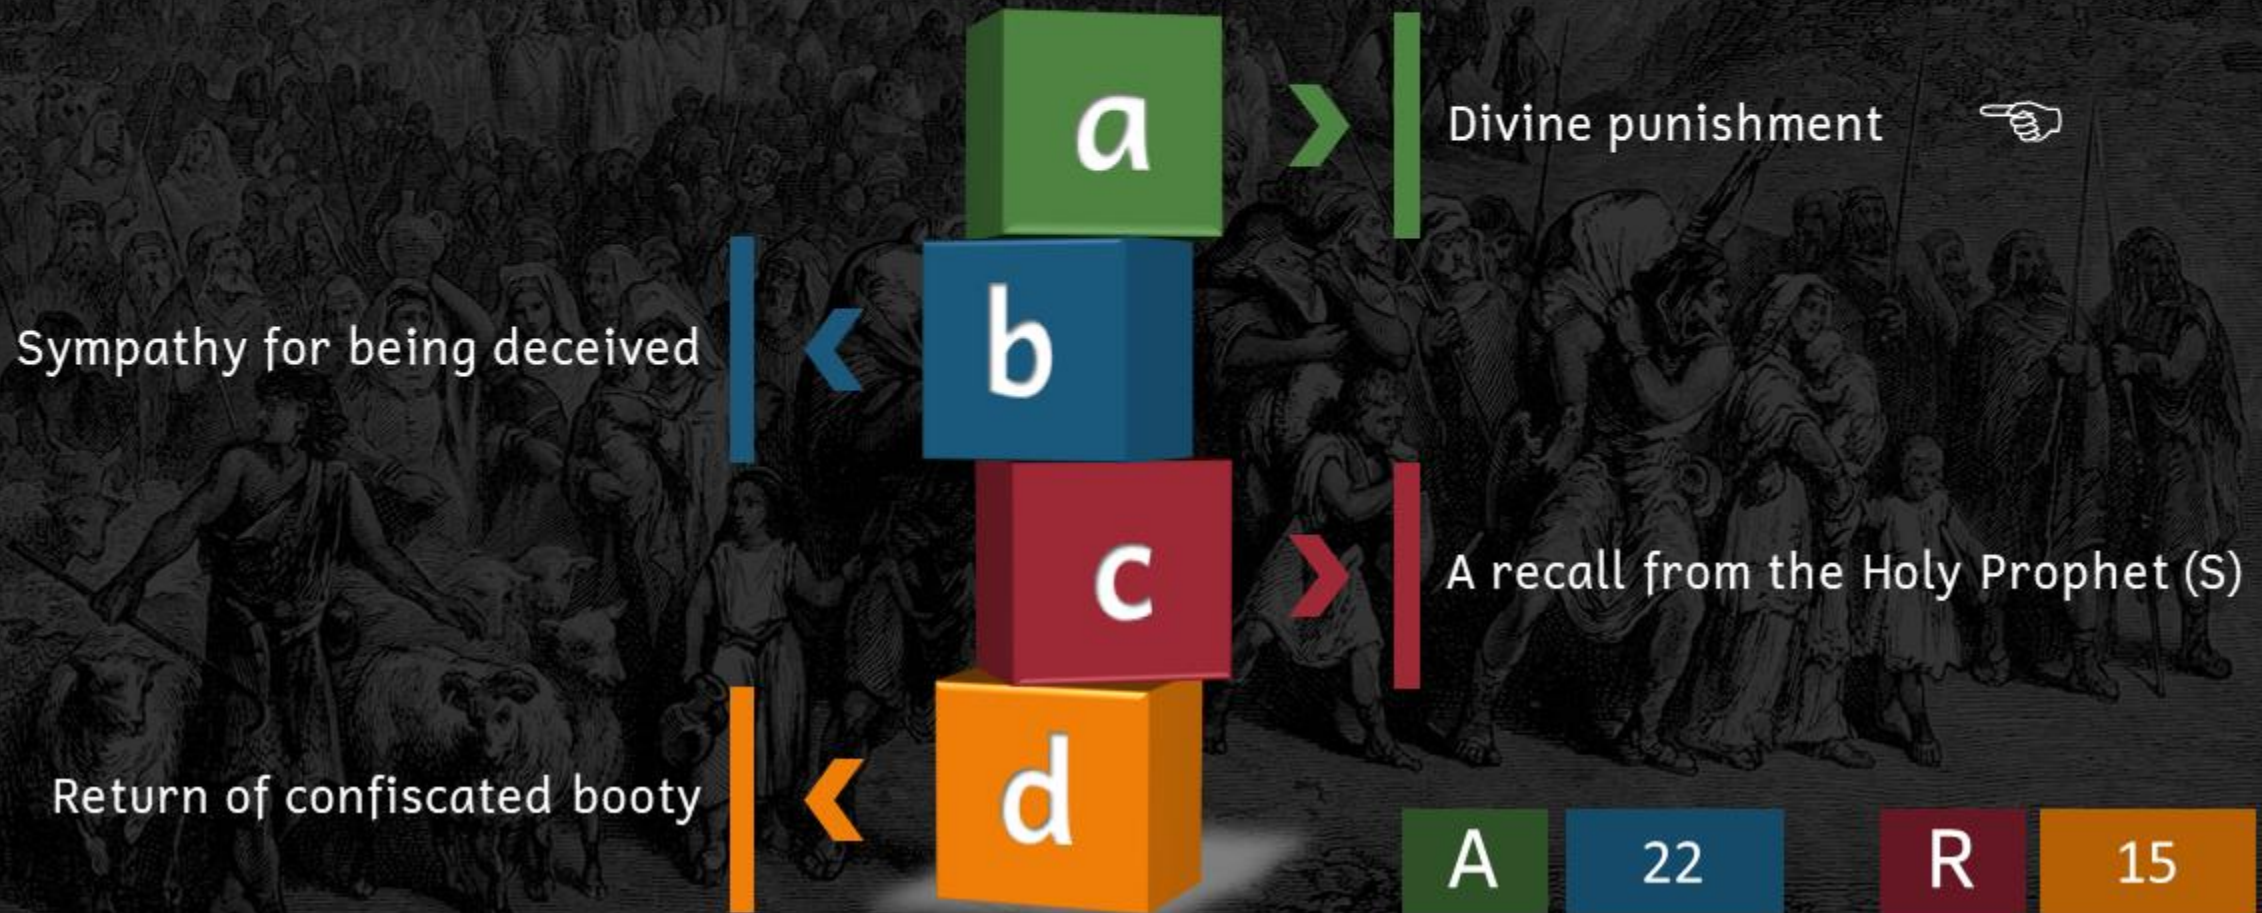 a
Divine punishment
b
Sympathy for being deceived
c
A recall from the Holy Prophet (S)
d
Return of confiscated booty
A 22 R 15